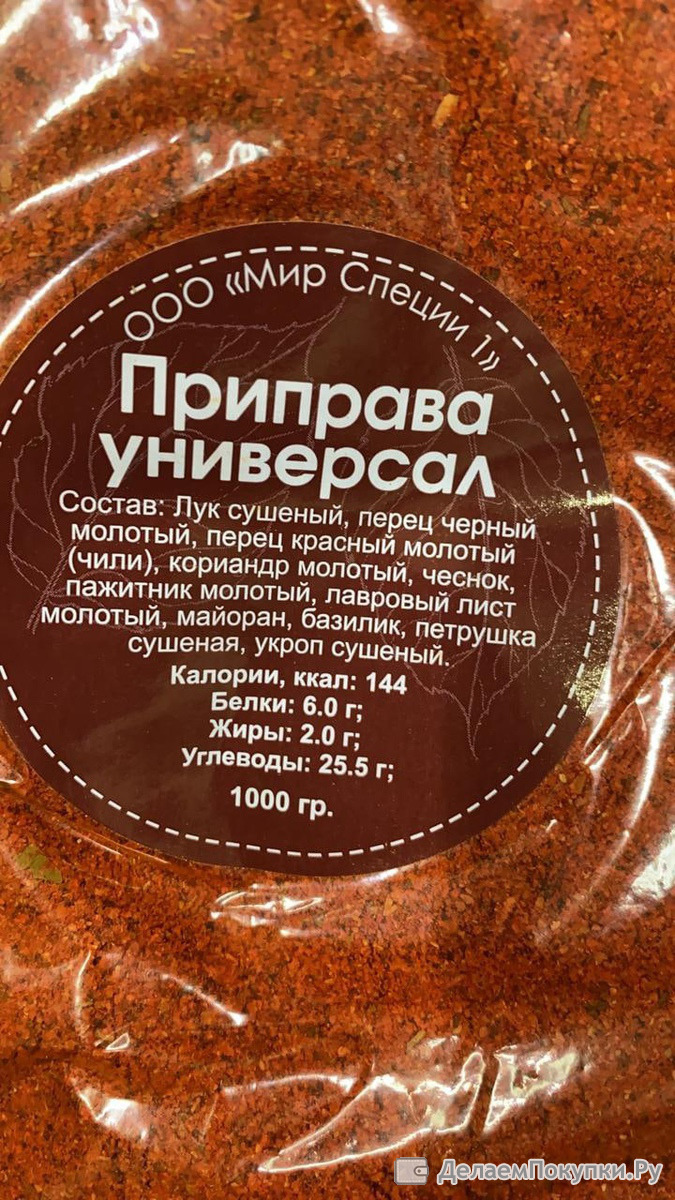 ООО «Мир Специи 1»
Приправа
универсал
Состав: Лук сушеный, перец черный
молотый, перец красный молотый
(чили), кориандр молотый, чеснок,
пажитник молотый, лавровый лист
молотый, майоран, базилик, петрушка
сушеная, укроп сушеный.
Калории, ккал: 144
Белки: 6.0 г;
Жиры: 2.0 г;
Углеводы: 25.5 г;
1000 гр.
ДелаемПокупки.Ру